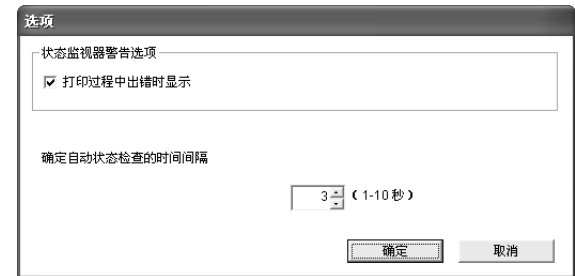 选项
状态监视器警告选项
打印过程中出错时显示
确定自动状态检查的时间间隔
3 (1-10秒)
确定 取消